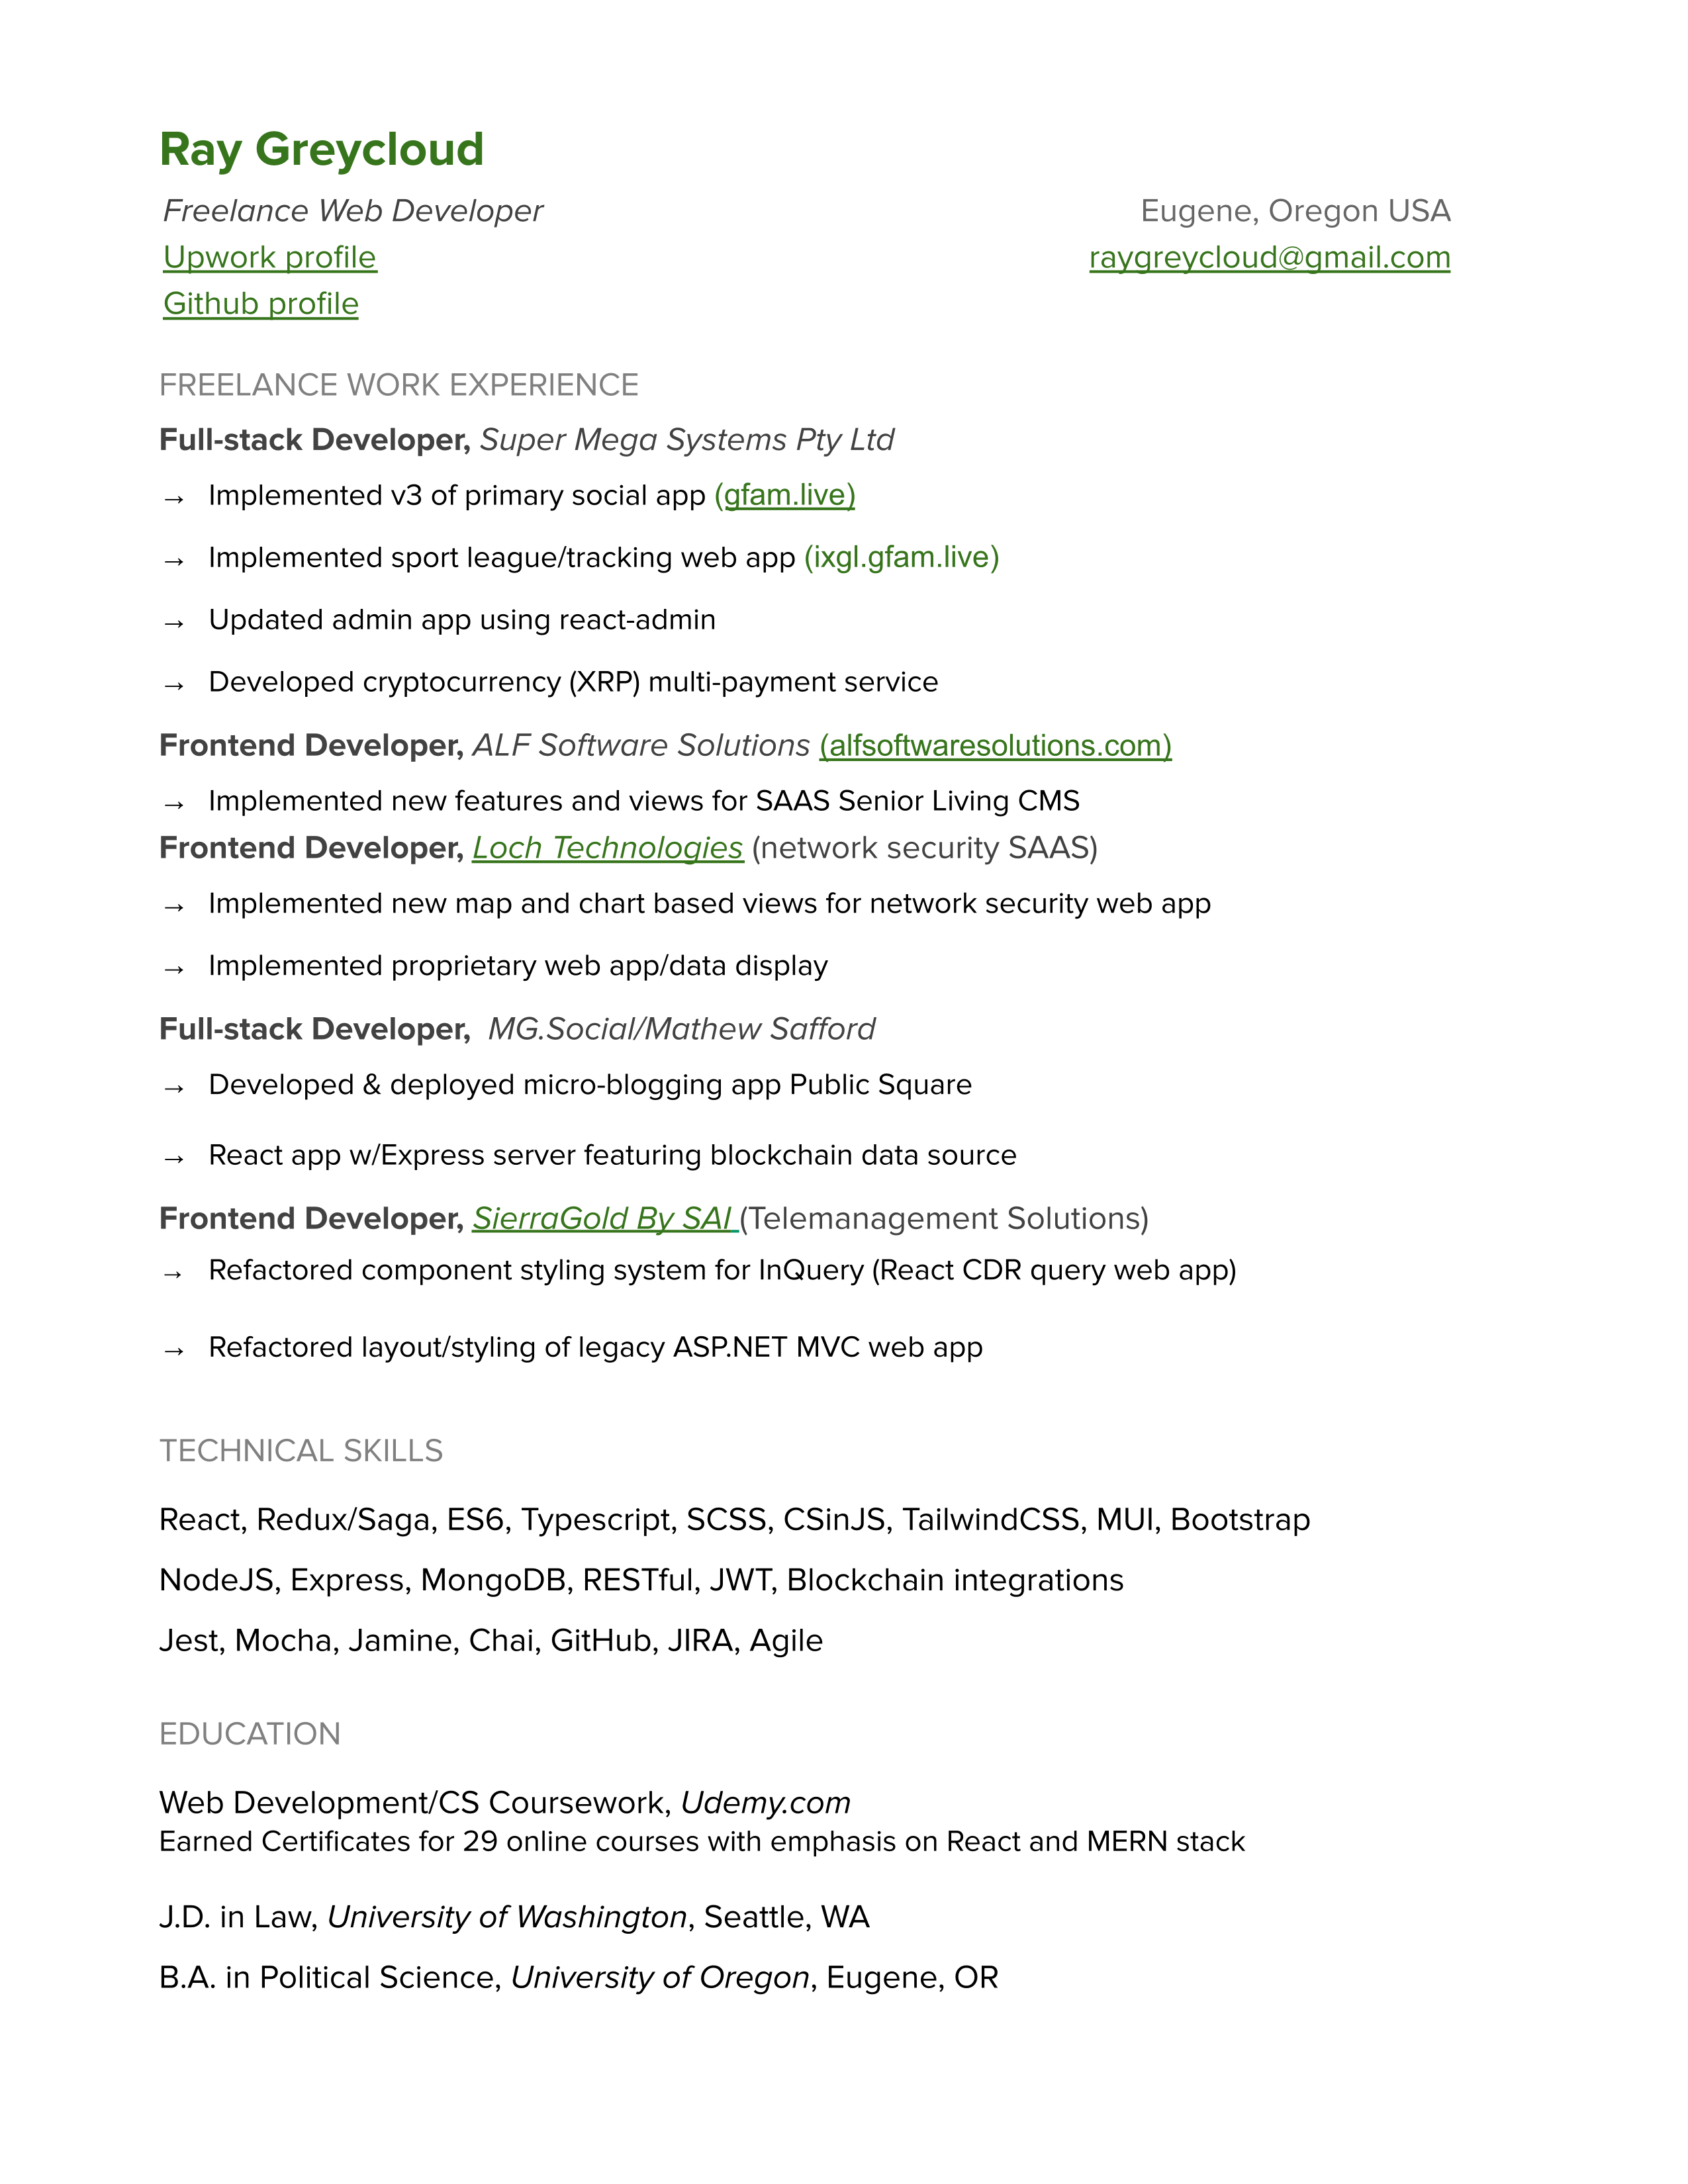 Ray Greycloud
Freelance Web Developer Eugene, Oregon USA
Upwork profile raygreycloud@gmail.com
Github profile
FREELANCE WORK EXPERIENCE
Full-stack Developer, Super Mega Systems Pty Ltd
→ Implemented v3 of primary social app (gfam.live)
→ Implemented sport league/tracking web app (ixgl.gfam.live)
→ Updated admin app using react-admin
→ Developed cryptocurrency (XRP) multi-payment service
Frontend Developer, ALF Software Solutions (alfsoftwaresolutions.com)
→ Implemented new features and views for SAAS Senior Living CMS
Frontend Developer, Loch Technologies (network security SAAS)
→ Implemented new map and chart based views for network security web app
→ Implemented proprietary web app/data display
Full-stack Developer, MG.Social/Mathew Safford
→ Developed & deployed micro-blogging app Public Square
→ React app w/Express server featuring blockchain data source
Frontend Developer, SierraGold By SAI (Telemanagement Solutions)
→ Refactored component styling system for InQuery (React CDR query web app)
→ Refactored layout/styling of legacy ASP.NET MVC web app
TECHNICAL SKILLS
React, Redux/Saga, ES6, Typescript, SCSS, CSinJS, TailwindCSS, MUI, Bootstrap
NodeJS, Express, MongoDB, RESTful, JWT, Blockchain integrations
Jest, Mocha, Jamine, Chai, GitHub, JIRA, Agile
EDUCATION
Web Development/CS Coursework, Udemy.com
Earned Certificates for 29 online courses with emphasis on React and MERN stack
J.D. in Law, University of Washington, Seattle, WA
B.A. in Political Science, University of Oregon, Eugene, OR